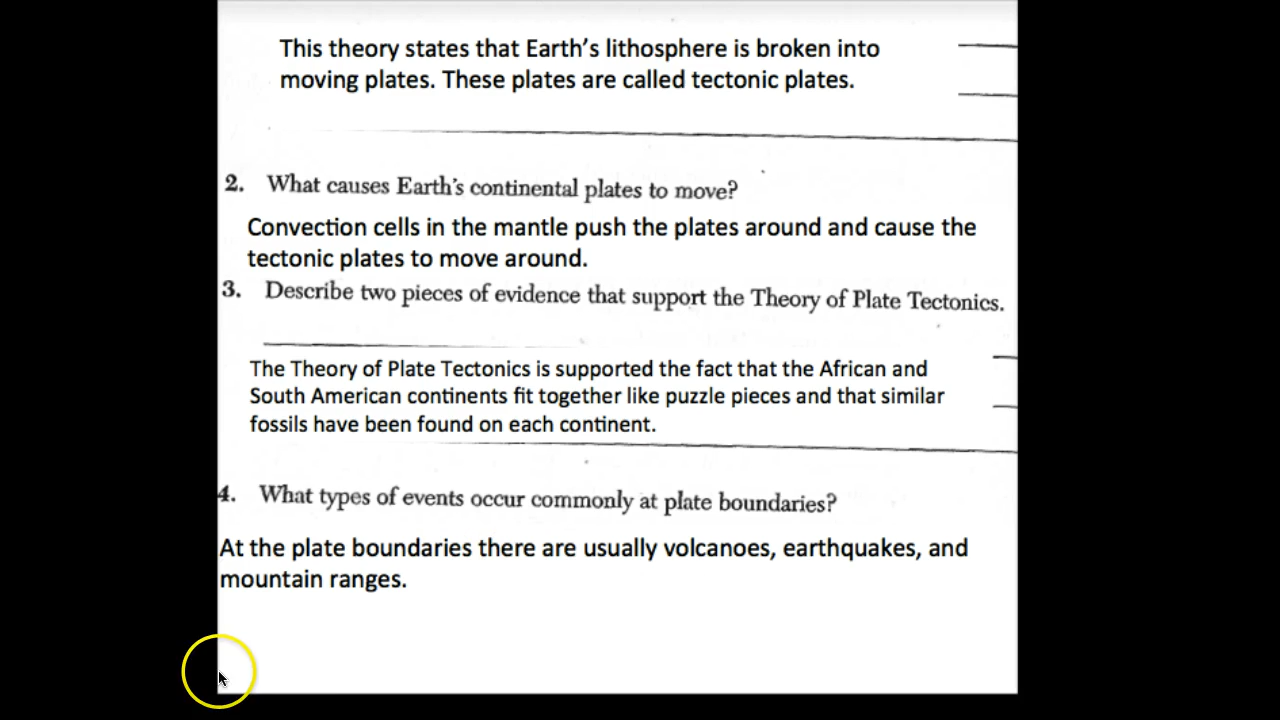 This theory states that Earth's lithosphere is broken into
moving plates. These plates are called tectonic plates.
2. What causes Earth's continental plates to move?
Convection cells in the mantle push the plates around and cause the
tectonic plates to move around.
3. Describe two pieces of evidence that support the Theory of Plate Tectonics.
The Theory of Plate Tectonics is supported the fact that the African and
South American continents fit together like puzzle pieces and that similar
fossils have been found on each continent.
4. What types of events occur commonly at plate boundaries?
At the plate boundaries there are usually volcanoes, earthquakes, and
mountain ranges.